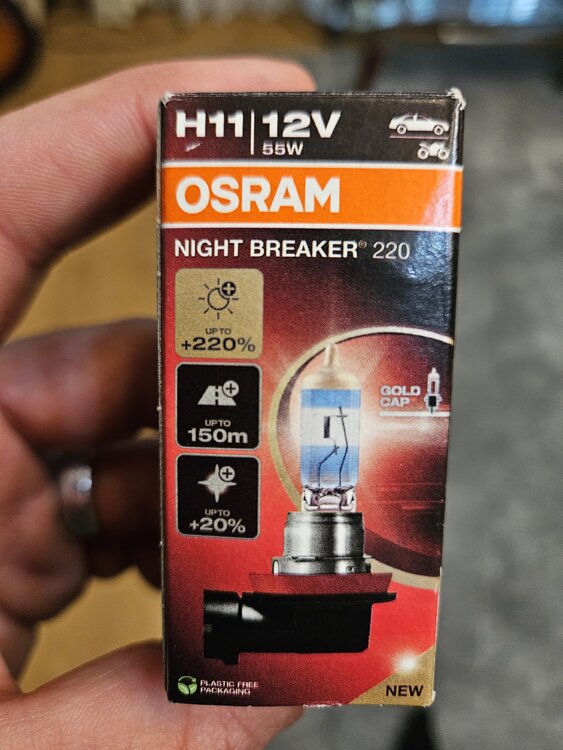 H11 12V
55W
OSRAM
NIGHT BREAKER® 220
UP TO
+220%
GOLD
CAP
UP TO
150m
UP TO
+20%
PLASTIC FREE
PACKAGING
NEW